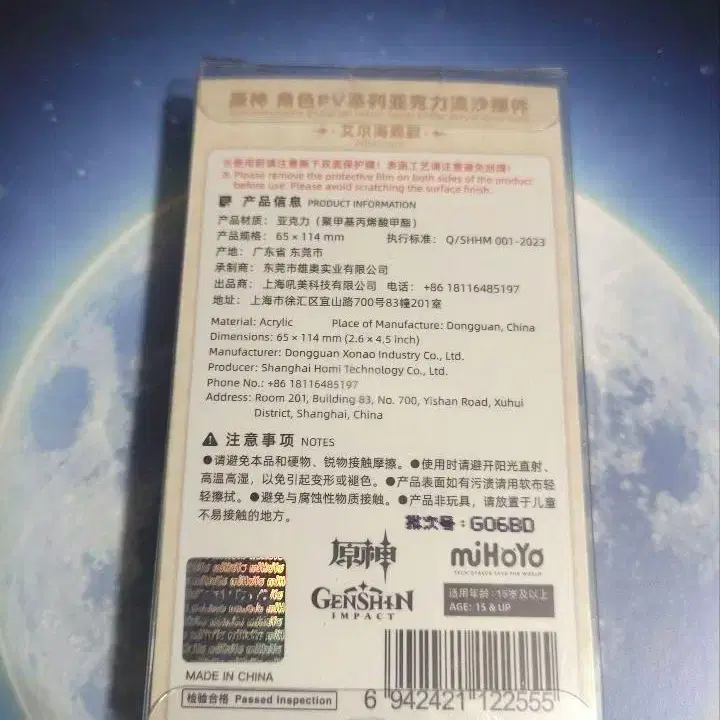 原神 角色PV系列亚克力流沙摆件
艾尔海森款
※使用前请注意撕下双面保护膜！表面工艺请注意避免刮擦！
※ Please remove the protective film on both sides of the product
before use. Please avoid scratching the surface finish.
产品信息 PRODUCT INFORMATION
产品材质： 亚克力（聚甲基丙烯酸甲酯）
产品规格： 65 × 114 mm 执行标准： Q/SHHM 001-2023
产地： 广东省 东莞市
承制商： 东莞市雄奥实业有限公司
出品商： 上海吼美科技有限公司 电话： +86 18116485197
地址： 上海市徐汇区宜山路700号83幢201室
Material: Acrylic Place of Manufacture: Dongguan, China
Dimensions: 65 × 114 mm (2.6 × 4.5 inch)
Manufacturer: Dongguan Xonao Industry Co., Ltd.
Producer: Shanghai Homi Technology Co., Ltd.
Phone No.: +86 18116485197
Address: Room 201, Building 83, No. 700, Yishan Road, Xuhui
District, Shanghai, China
注意事项 NOTES
●请避免本品和硬物、锐物接触摩擦。●使用时请避开阳光直射、
高温高湿，以免引起变形或褪色。●产品表面如有污渍请用软布轻
轻擦拭。●避免与腐蚀性物质接触。●产品非玩具，请放置于儿童
不易接触的地方。
批次号：G06BD
原神
GENSHIN
IMPACT
miHoYo
TECH OTAKUS SAVE THE WORLD
适用年龄：15岁及以上
AGE: 15 & UP
MADE IN CHINA
检验合格 Passed Inspection
6 942421 122555